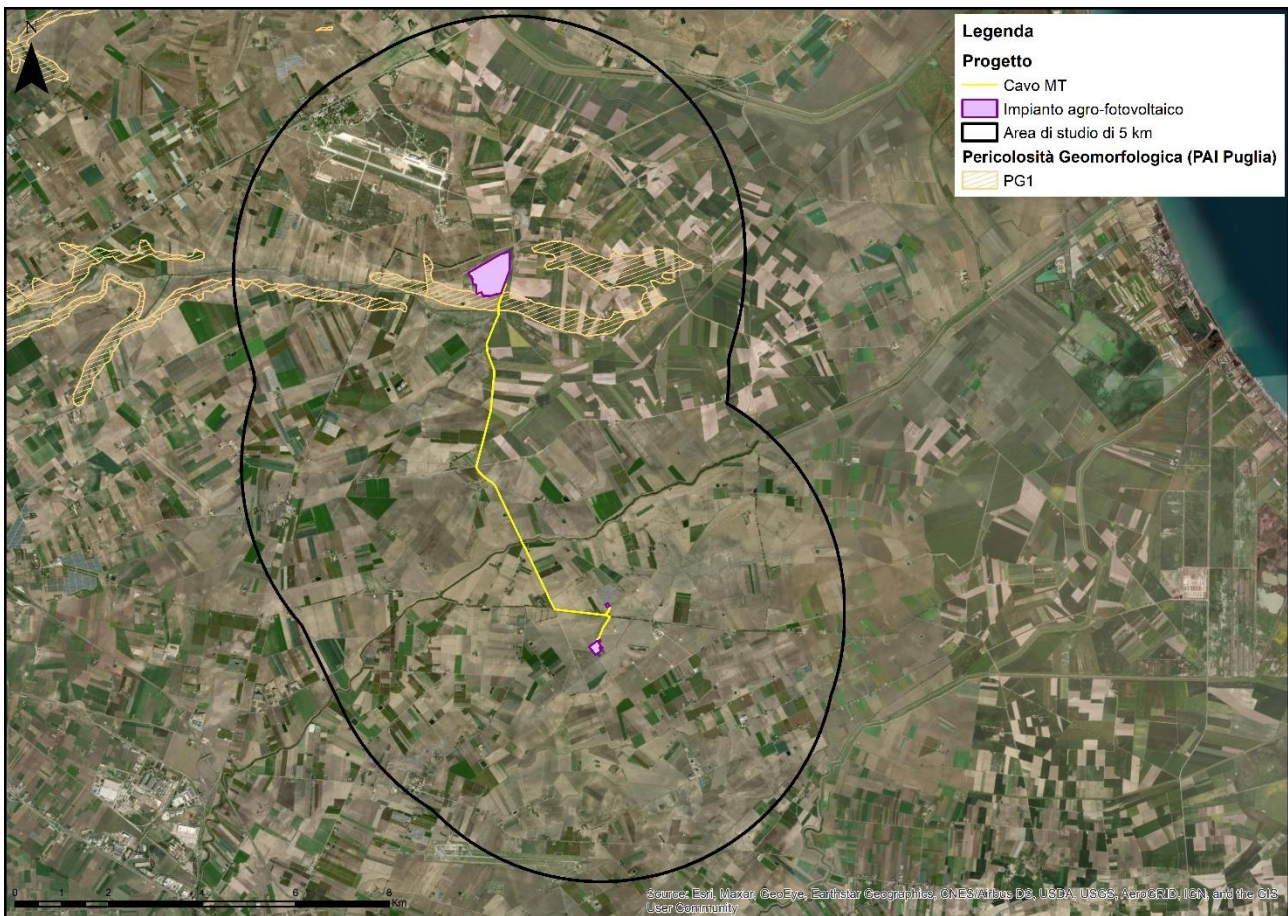 N
Legenda
Progetto
Cavo MT
Impianto agro-fotovoltaico
Area di studio di 5 km
Pericolosità Geomorfologica (PAI Puglia)
PG1
0 2 4 6 8
Km
Source: Esri, Maxar, GeoEye, Earthstar Geographics, CNES/Airbus DS, USDA, USGS, AeroGRID, IGN, and the GIS
User Community